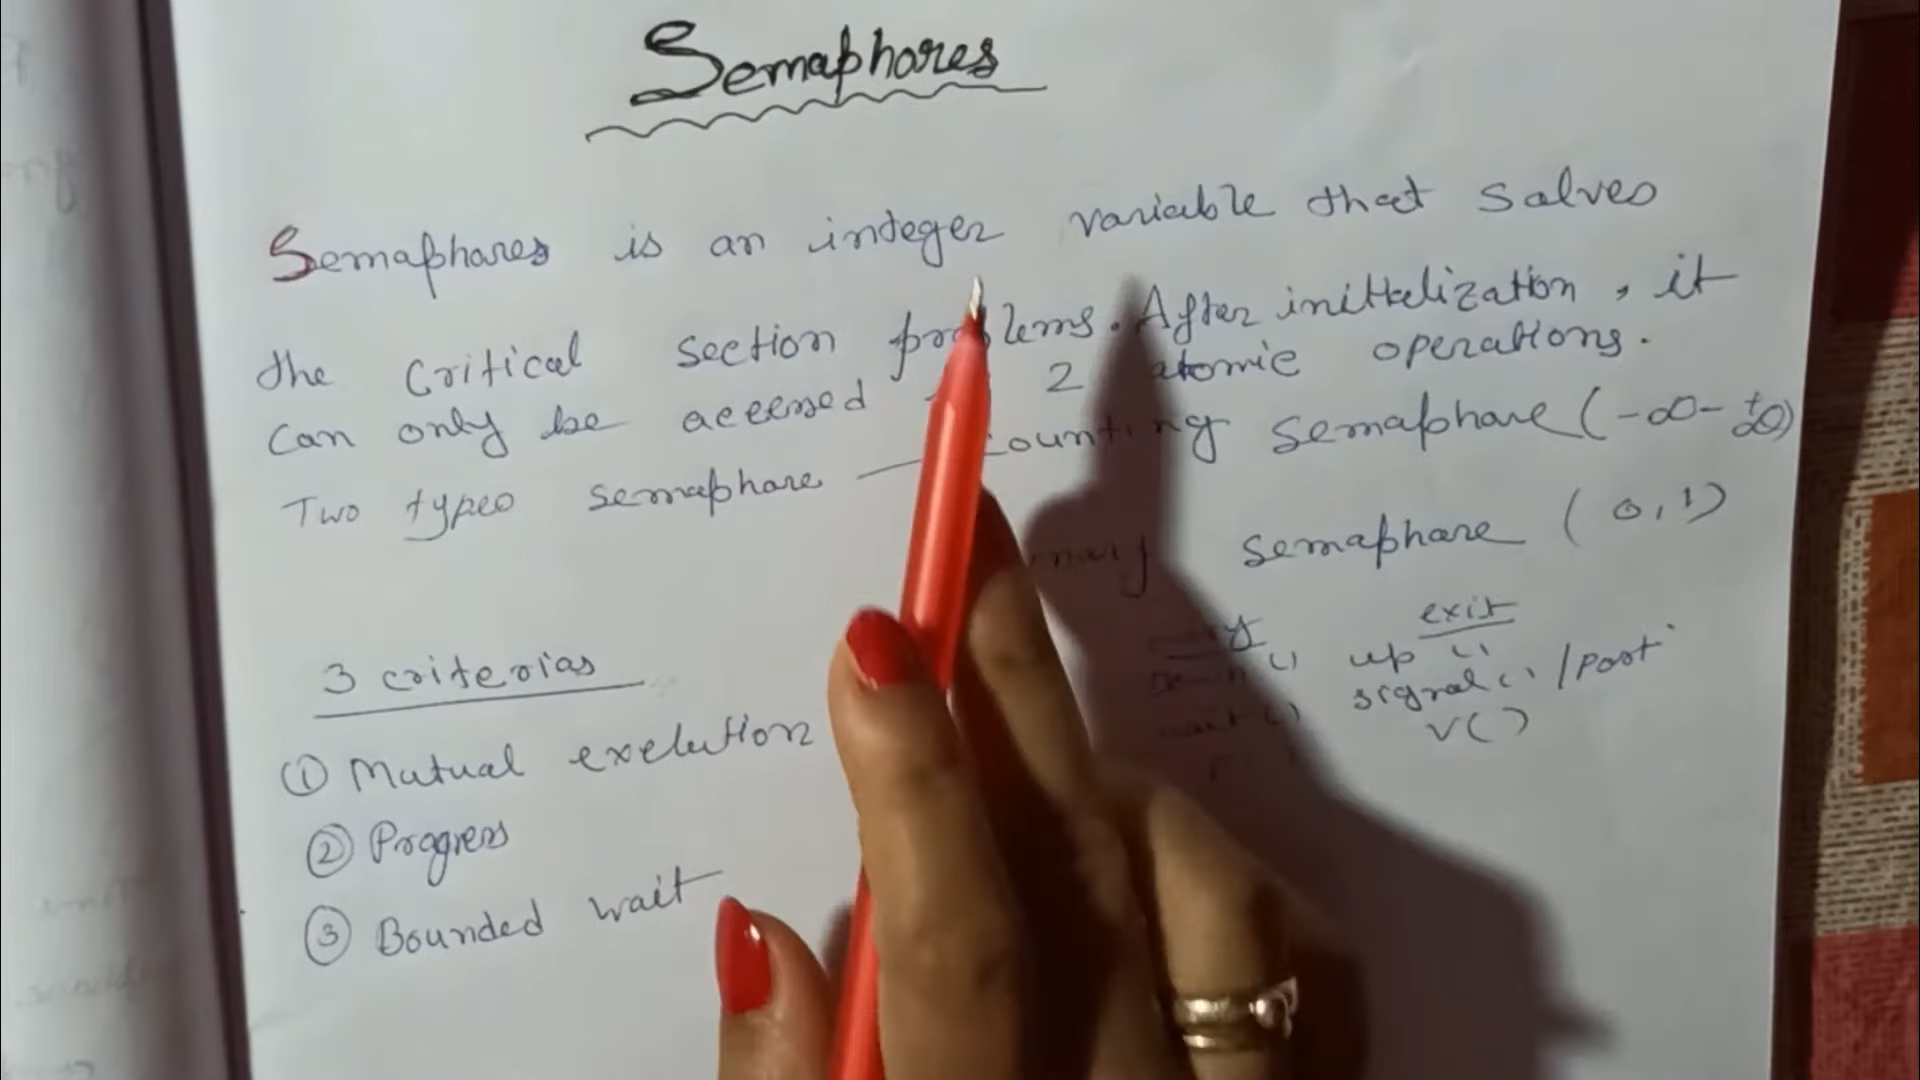 Semaphores
Semaphores is an integer variable that solves
the critical section problems. After initialization, it
can only be accessed 2 atomic operations.
Two types semaphore — counting semaphore (-∞ - +∞)
semaphore (0,1)
exit
up ()
signal () / post
wait () V()
3 criterias
① Mutual exclution
② Progress
③ Bounded wait